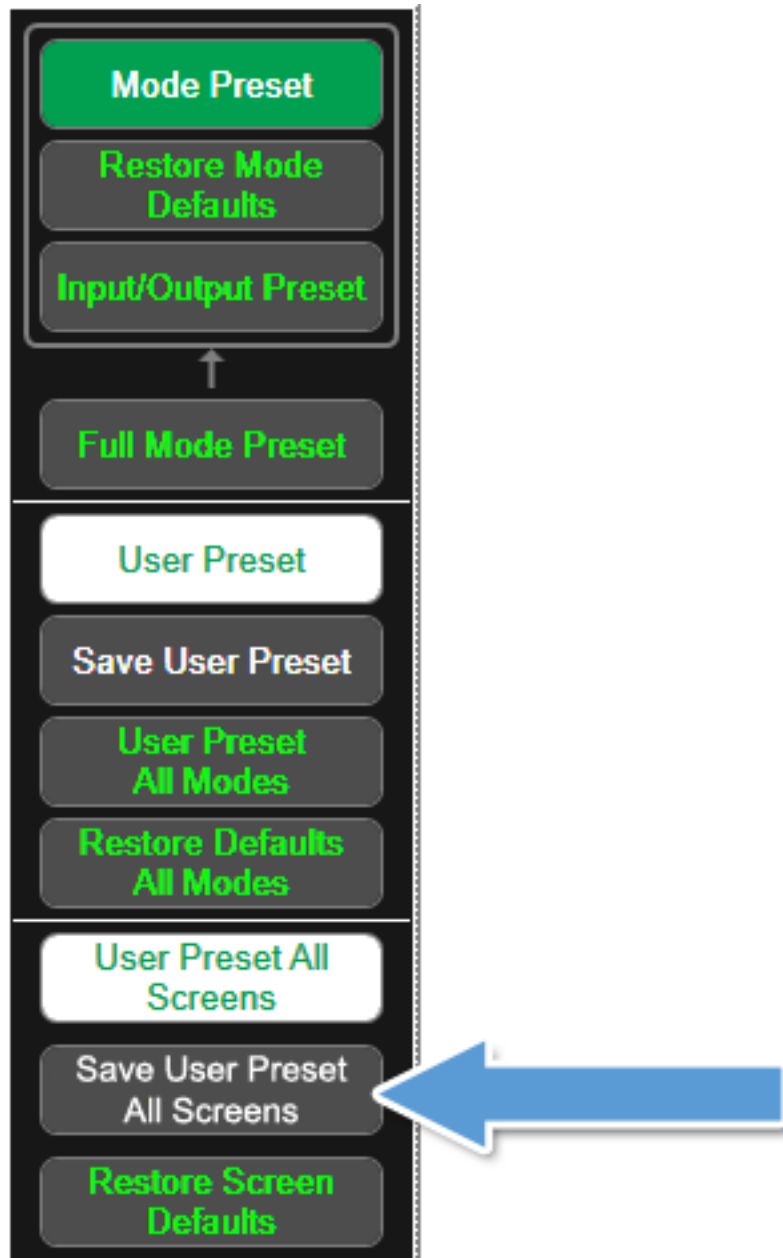 Mode Preset
Restore Mode
Defaults
Input/Output Preset
Full Mode Preset
User Preset
Save User Preset
User Preset
All Modes
Restore Defaults
All Modes
User Preset All
Screens
Save User Preset
All Screens
Restore Screen
Defaults